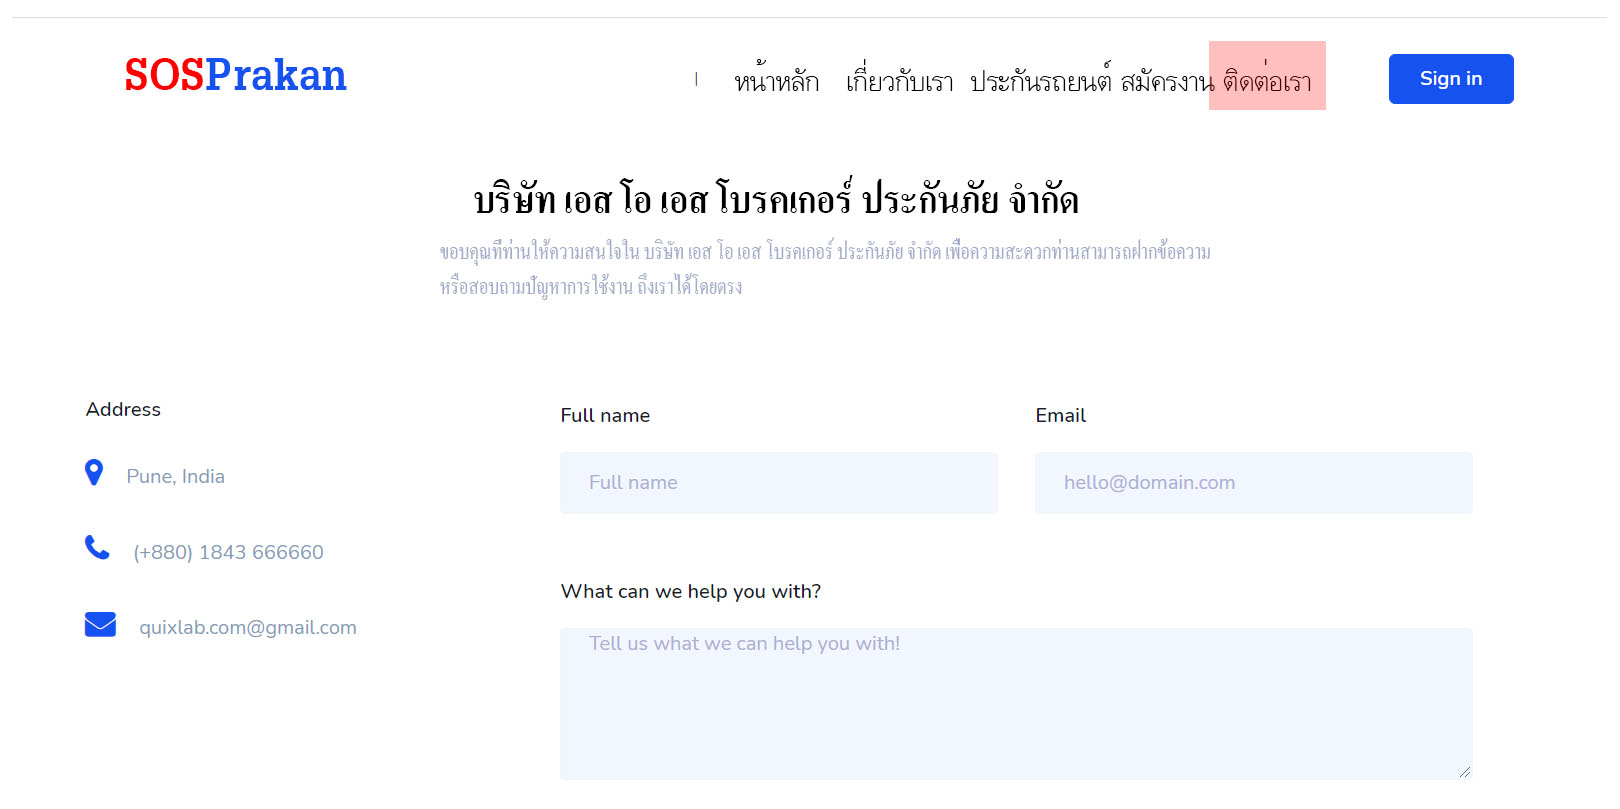 SOSPrakan
| หน้าหลัก เกี่ยวกับเรา ประกันรถยนต์ สมัครงาน ติดต่อเรา
Sign in
บริษัท เอส โอ เอส โบรคเกอร์ ประกันภัย จำกัด
ขอบคุณที่ท่านให้ความสนใจใน บริษัท เอส โอ เอส โบรคเกอร์ ประกันภัย จำกัด เพื่อความสะดวกท่านสามารถฝากข้อความ
หรือสอบถามปัญหาการใช้งาน ถึงเราได้โดยตรง
Address
Pune, India
(+880) 1843 666660
quixlab.com@gmail.com
Full name
Full name
Email
hello@domain.com
What can we help you with?
Tell us what we can help you with!